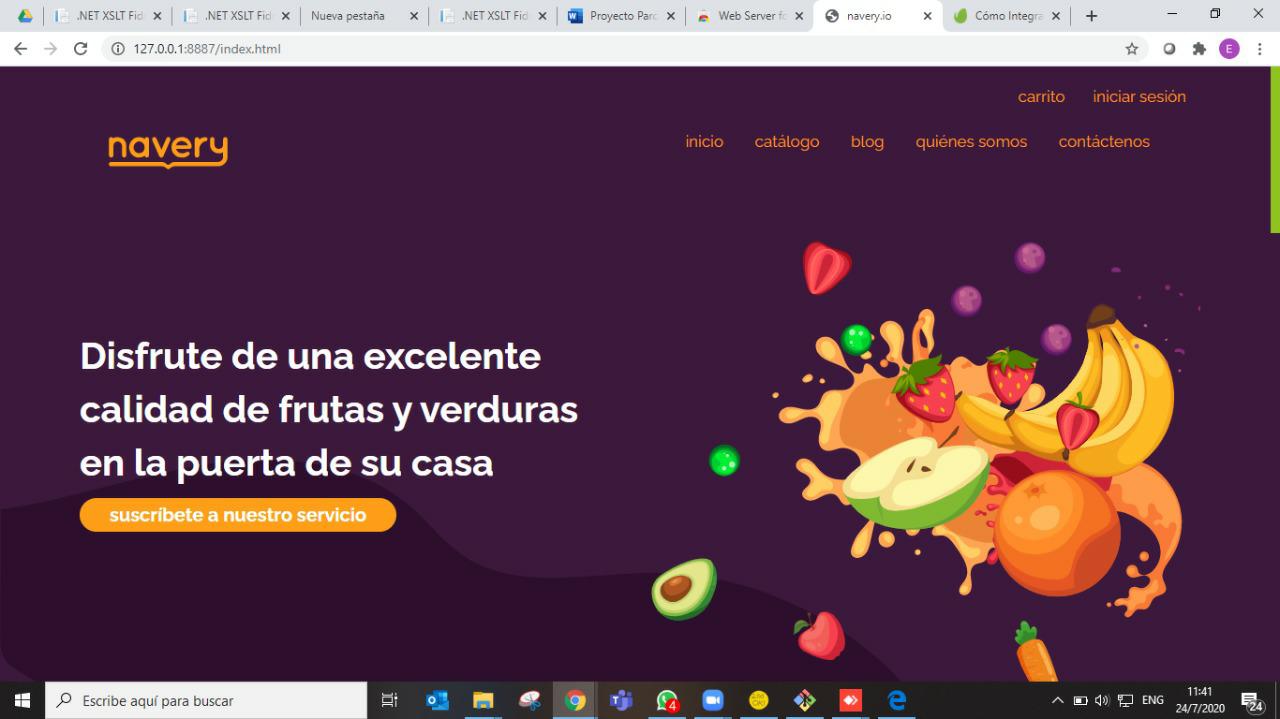 .NET XSLT Fid
.NET XSLT Fid
Nueva pestaña
.NET XSLT Fid
Proyecto Parc
Web Server fo
navery.io
Cómo Integra
127.0.0.1:8887/index.html
E
carrito
iniciar sesión
navery
inicio
catálogo
blog
quiénes somos
contáctenos
Disfrute de una excelente
calidad de frutas y verduras
en la puerta de su casa
suscríbete a nuestro servicio
Escribe aquí para buscar
4
ENG
11:41
24/7/2020
24